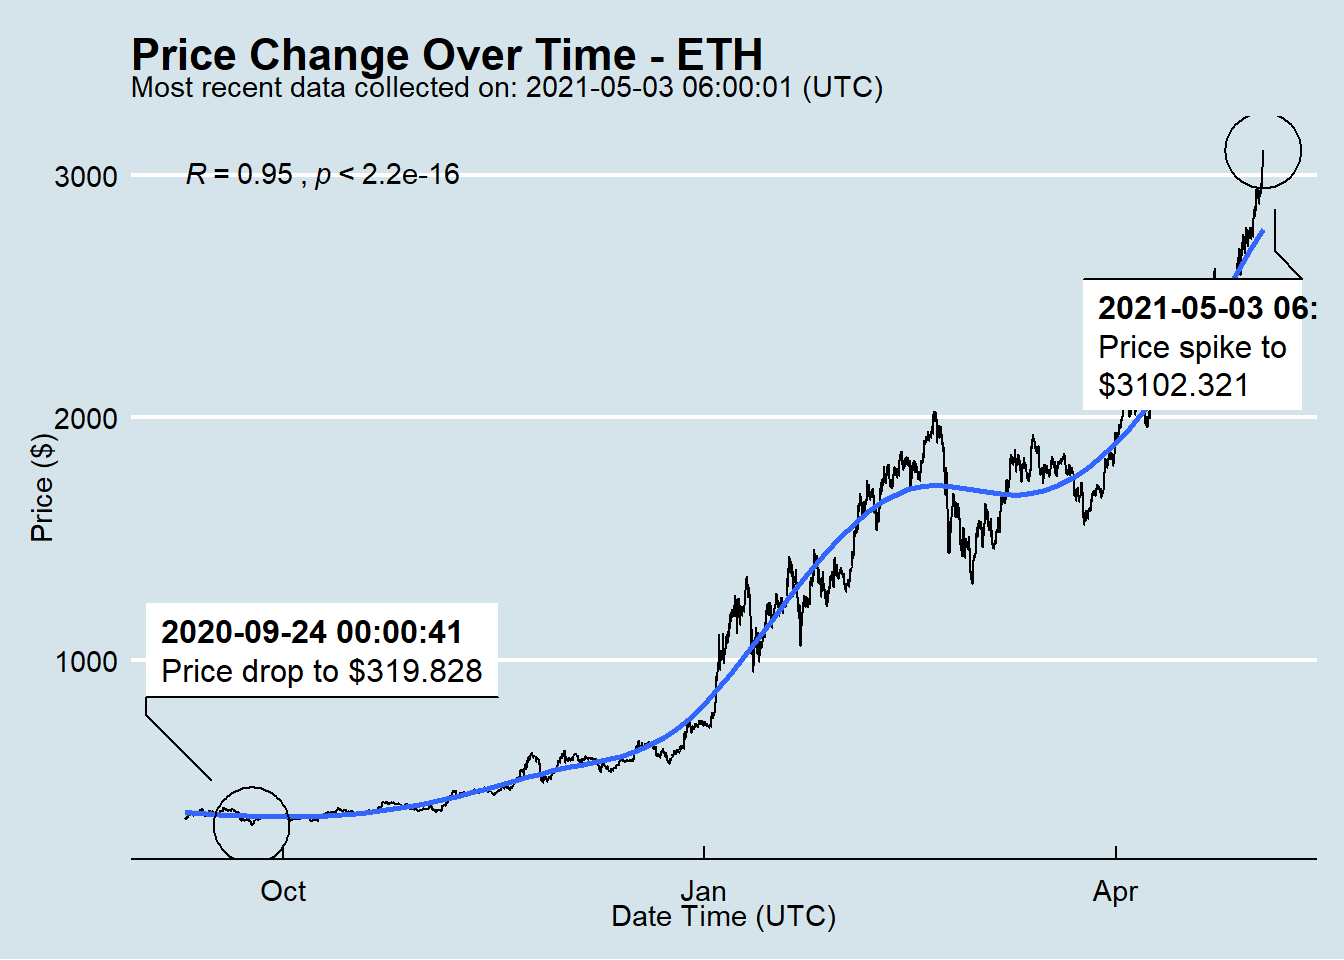 Price Change Over Time - ETH
Most recent data collected on: 2021-05-03 06:00:01 (UTC)
R = 0.95 , p < 2.2e-16
3000
2000
1000
Price ($)
2021-05-03 06:
Price spike to
$3102.321
2020-09-24 00:00:41
Price drop to $319.828
Oct
Jan
Apr
Date Time (UTC)